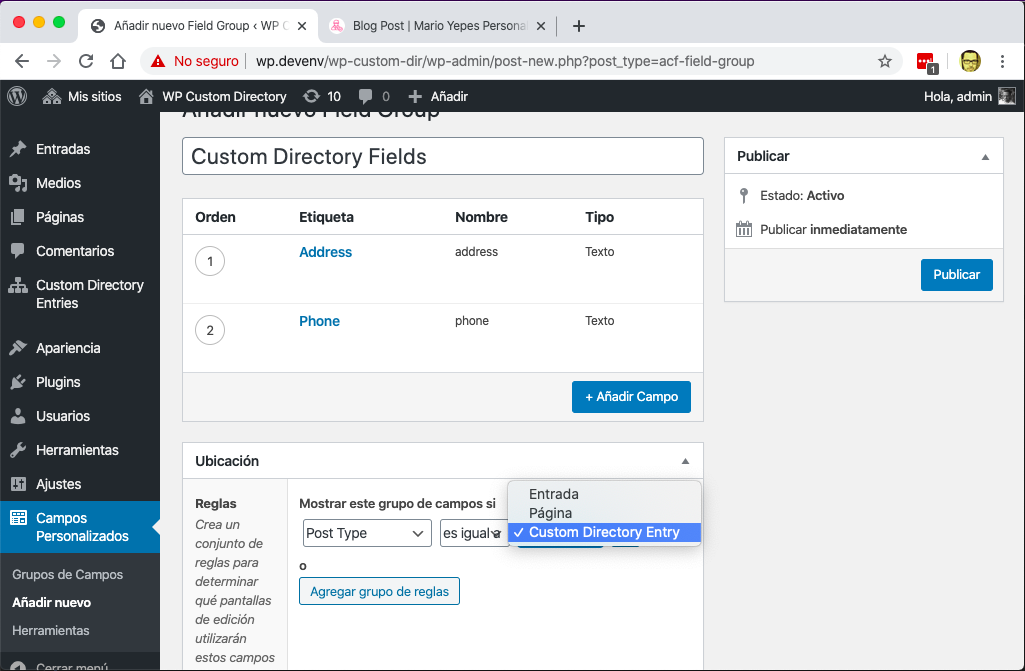 Añadir nuevo Field Group ‹ WP C
Blog Post | Mario Yepes Persona
No seguro
wp.devenv/wp-custom-dir/wp-admin/post-new.php?post_type=acf-field-group
1
Mis sitios
WP Custom Directory
10
0
Añadir
Hola, admin
Entradas
Medios
Páginas
Comentarios
Custom Directory
Entries
Apariencia
Plugins
Usuarios
Herramientas
Ajustes
Campos
Personalizados
Grupos de Campos
Añadir nuevo
Herramientas
Cerrar menú
Añadir nuevo Field Group
Custom Directory Fields
Orden Etiqueta Nombre Tipo
1 Address address Texto
2 Phone phone Texto
+ Añadir Campo
Ubicación
Reglas
Crea un
conjunto de
reglas para
determinar
qué pantallas
de edición
utilizarán
estos campos
Mostrar este grupo de campos si
Post Type
es igual a
Entrada
Página
✓ Custom Directory Entry
o
Agregar grupo de reglas
Publicar
Estado: Activo
Publicar inmediatamente
Publicar